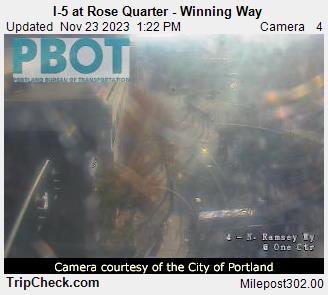 I-5 at Rose Quarter - Winning Way
Updated Nov 23 2023 1:22 PM Camera 4
PBOT
PORTLAND BUREAU OF TRANSPORTATION
4 - N. Ramsey Wy
@ One Ctr
Camera courtesy of the City of Portland
TripCheck.com Milepost302.00